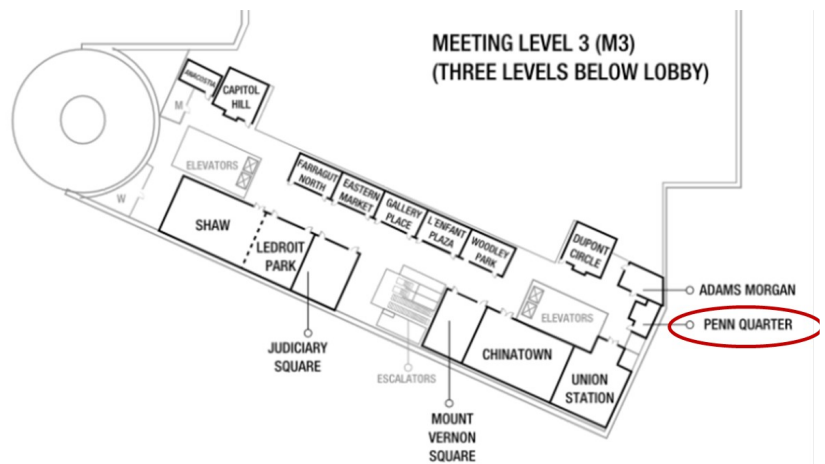 MEETING LEVEL 3 (M3)
(THREE LEVELS BELOW LOBBY)
ANACOSTIA
CAPITOL
HILL
M
ELEVATORS
FARRAGUT
NORTH
EASTERN
MARKET
GALLERY
PLACE
L'ENFANT
PLAZA
WOODLEY
PARK
W
SHAW
LEDROIT
PARK
DUPONT
CIRCLE
ADAMS MORGAN
PENN QUARTER
ELEVATORS
JUDICIARY
SQUARE
ESCALATORS
CHINATOWN
UNION
STATION
MOUNT
VERNON
SQUARE